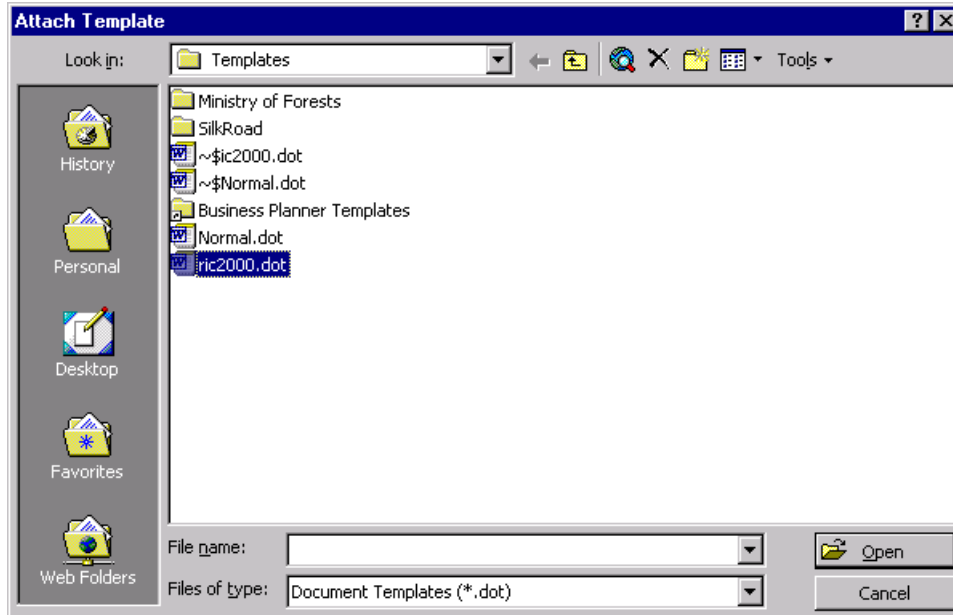 Attach Template
Look in: Templates Tools
History
Personal
Desktop
Favorites
Web Folders
Ministry of Forests
SilkRoad
~$ic2000.dot
~$Normal.dot
Business Planner Templates
Normal.dot
ric2000.dot
File name: Open
Files of type: Document Templates (*.dot) Cancel